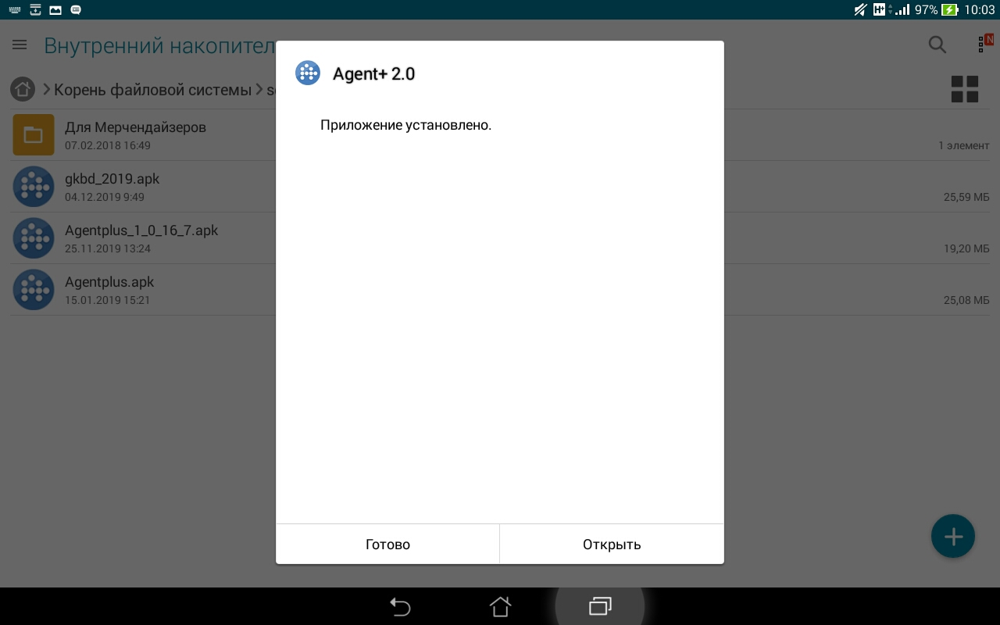 97% 10:03
Внутренний накопител
N
Корень файловой системы
Для Мерчендайзеров
07.02.2018 16:49
1 элемент
gkbd_2019.apk
04.12.2019 9:49
25,59 МБ
Agentplus_1_0_16_7.apk
25.11.2019 13:24
19,20 МБ
Agentplus.apk
15.01.2019 15:21
25,08 МБ
Agent+ 2.0
Приложение установлено.
Готово
Открыть